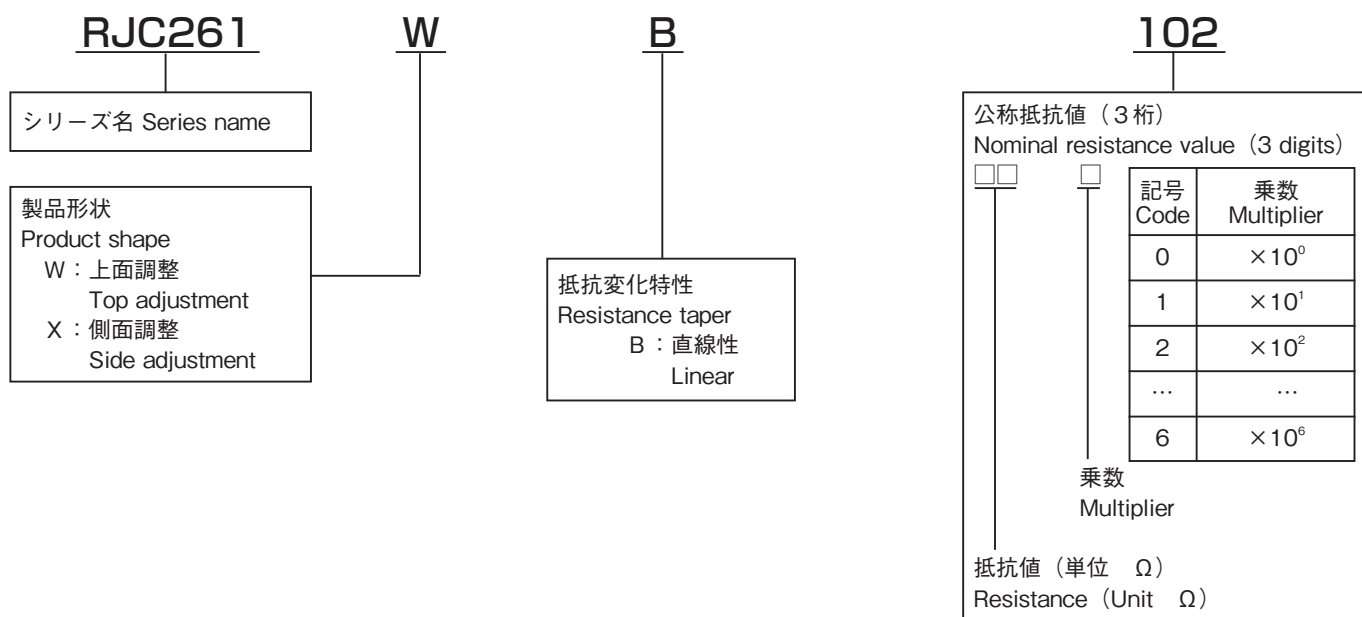 RJC261 W B 102
シリーズ名 Series name
製品形状
Product shape
W：上面調整
Top adjustment
X：側面調整
Side adjustment
抵抗変化特性
Resistance taper
B：直線性
Linear
公称抵抗値（3桁）
Nominal resistance value（3 digits）
□□ □
記号 乗数
Code Multiplier
0 ×10⁰
1 ×10¹
2 ×10²
… …
6 ×10⁶
乗数
Multiplier
抵抗値（単位　Ω）
Resistance（Unit　Ω）